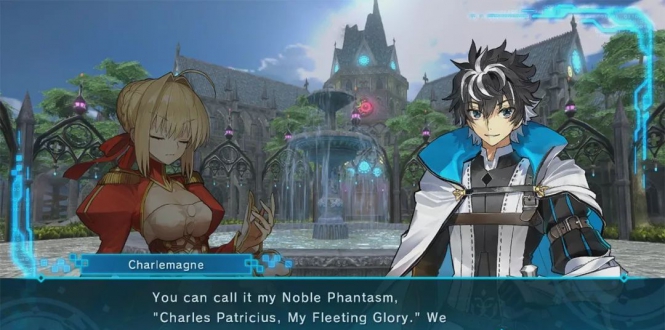 Charlemagne
You can call it my Noble Phantasm,
"Charles Patricius, My Fleeting Glory." We